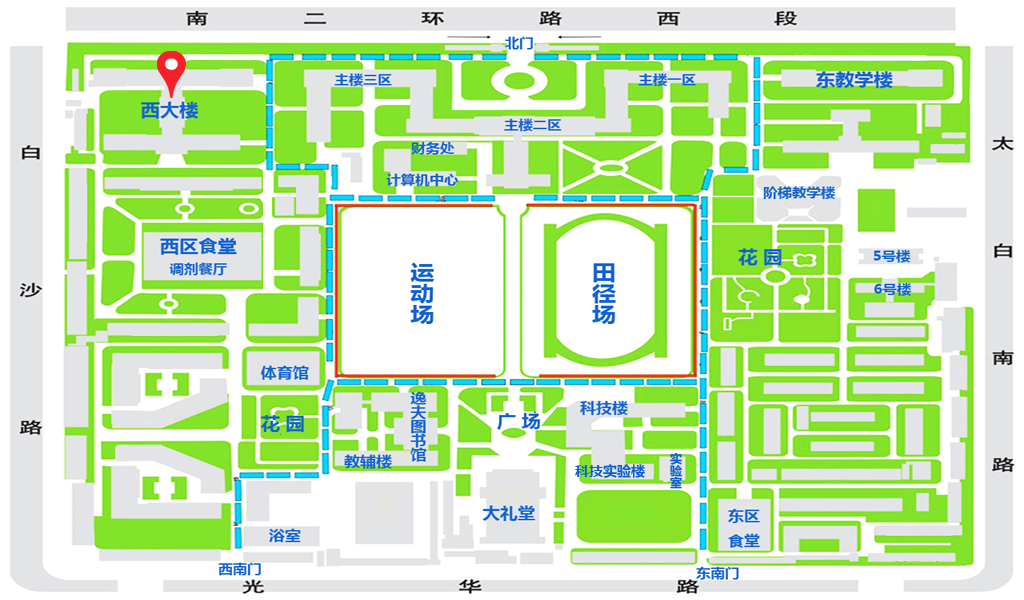 南二环路西段
北门
主楼三区
主楼一区
东教学楼
西大楼
主楼二区
财务处
计算机中心
阶梯教学楼
白沙路
太白南路
西区食堂
调剂餐厅
运动场
田径场
花园
5号楼
6号楼
体育馆
花园
逸夫图书馆
广场
科技楼
教辅楼
科技实验楼
实验室
大礼堂
浴室
东区
食堂
西南门
东南门
光华路